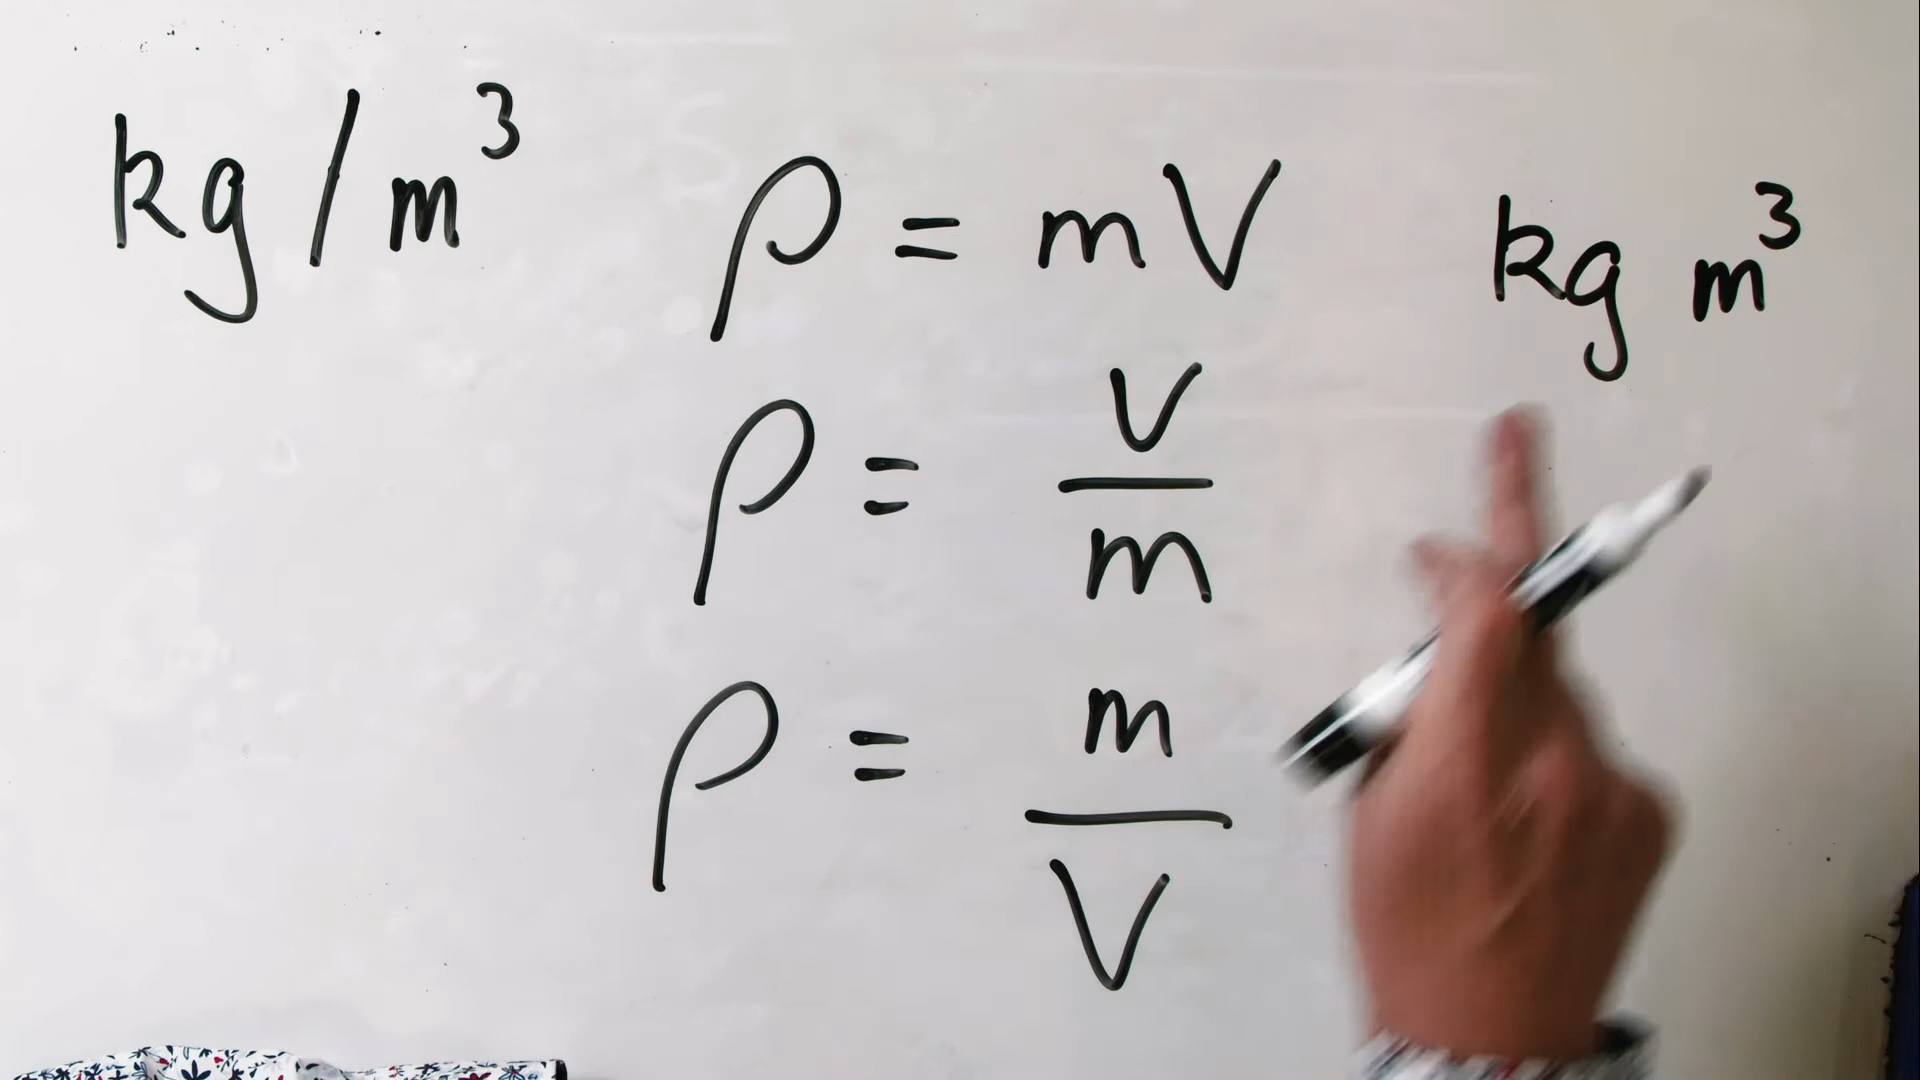 kg/m³
ρ = mV
kg m³
ρ = V/m
ρ = m/V